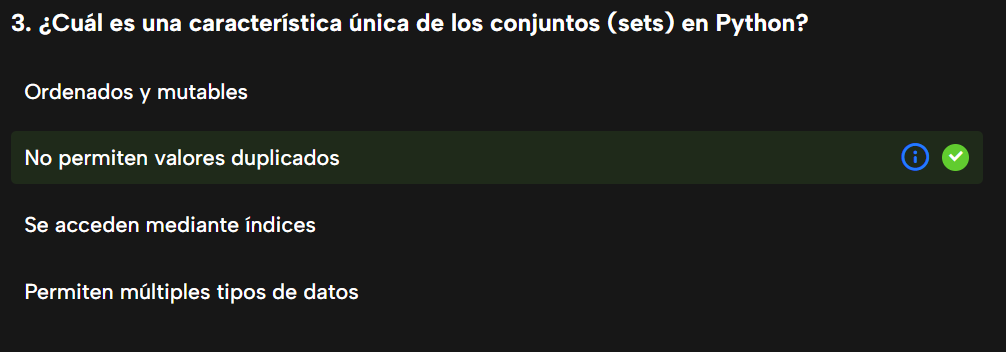 3. ¿Cuál es una característica única de los conjuntos (sets) en Python?
Ordenados y mutables
No permiten valores duplicados
Se acceden mediante índices
Permiten múltiples tipos de datos